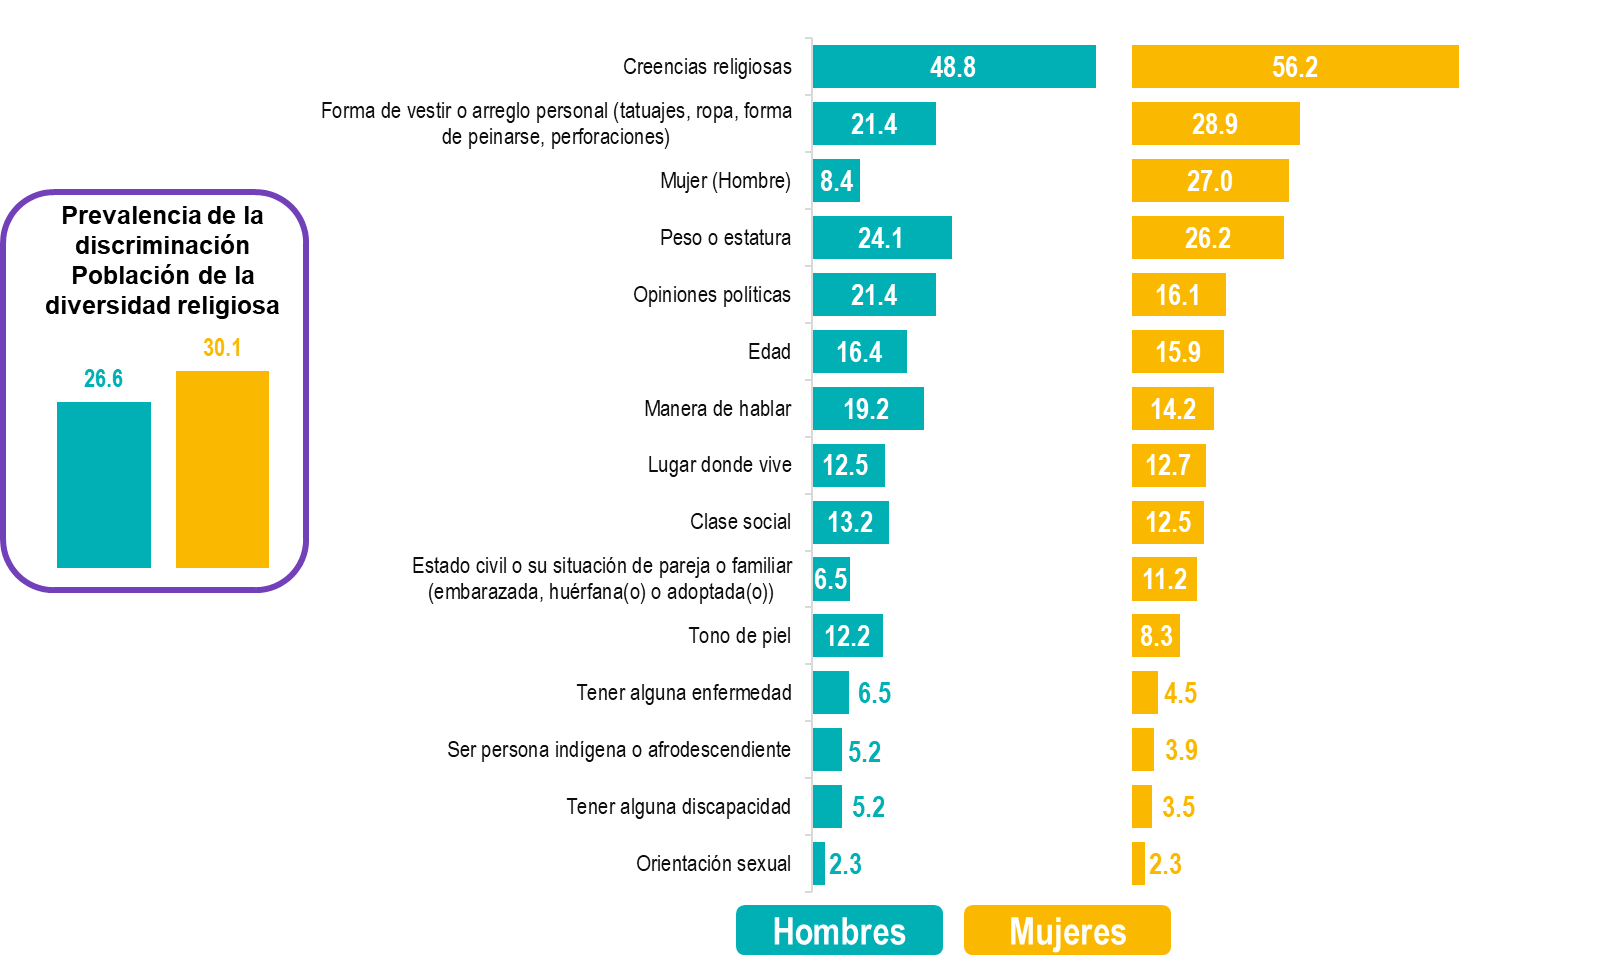 Prevalencia de la
discriminación
Población de la
diversidad religiosa
26.6
30.1
Creencias religiosas 48.8 56.2
Forma de vestir o arreglo personal (tatuajes, ropa, forma
de peinarse, perforaciones) 21.4 28.9
Mujer (Hombre) 8.4 27.0
Peso o estatura 24.1 26.2
Opiniones políticas 21.4 16.1
Edad 16.4 15.9
Manera de hablar 19.2 14.2
Lugar donde vive 12.5 12.7
Clase social 13.2 12.5
Estado civil o su situación de pareja o familiar
(embarazada, huérfana(o) o adoptada(o)) 6.5 11.2
Tono de piel 12.2 8.3
Tener alguna enfermedad 6.5 4.5
Ser persona indígena o afrodescendiente 5.2 3.9
Tener alguna discapacidad 5.2 3.5
Orientación sexual 2.3 2.3
Hombres Mujeres